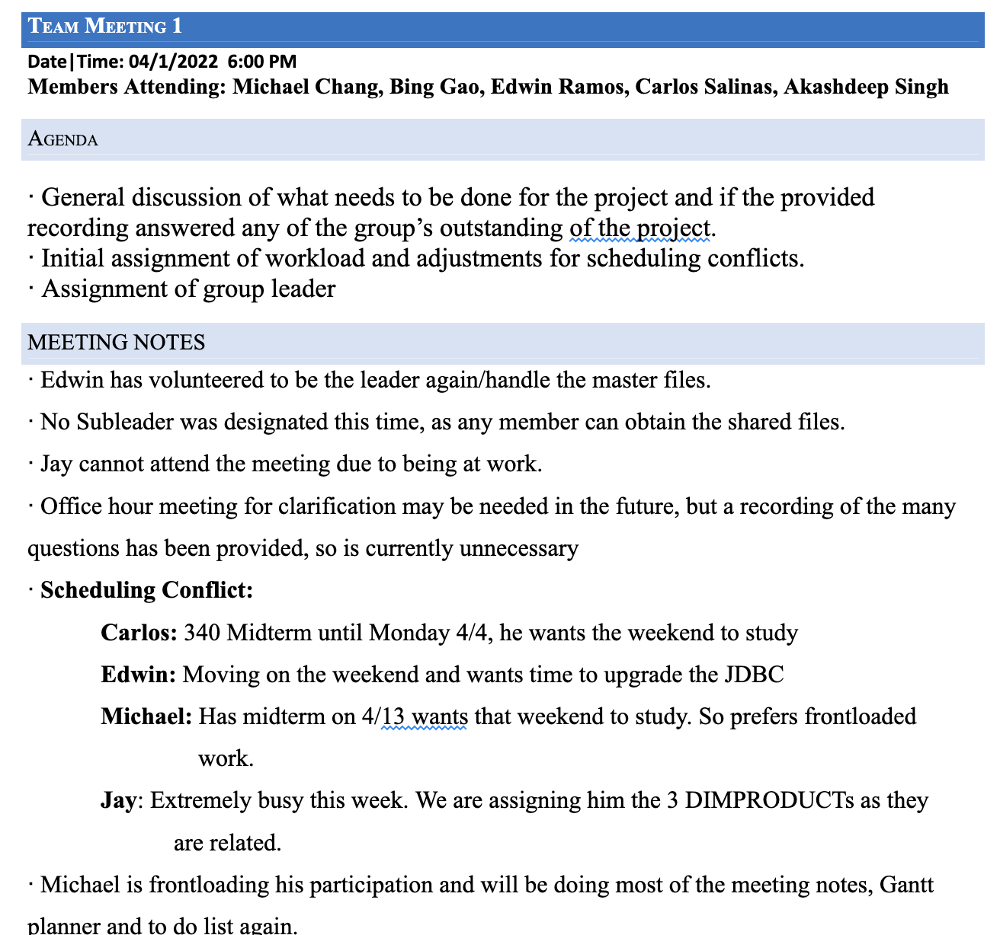 TEAM MEETING 1
Date|Time: 04/1/2022 6:00 PM
Members Attending: Michael Chang, Bing Gao, Edwin Ramos, Carlos Salinas, Akashdeep Singh
AGENDA
· General discussion of what needs to be done for the project and if the provided
recording answered any of the group’s outstanding of the project.
· Initial assignment of workload and adjustments for scheduling conflicts.
· Assignment of group leader
MEETING NOTES
· Edwin has volunteered to be the leader again/handle the master files.
· No Subleader was designated this time, as any member can obtain the shared files.
· Jay cannot attend the meeting due to being at work.
· Office hour meeting for clarification may be needed in the future, but a recording of the many
questions has been provided, so is currently unnecessary
· Scheduling Conflict:
Carlos: 340 Midterm until Monday 4/4, he wants the weekend to study
Edwin: Moving on the weekend and wants time to upgrade the JDBC
Michael: Has midterm on 4/13 wants that weekend to study. So prefers frontloaded
work.
Jay: Extremely busy this week. We are assigning him the 3 DIMPRODUCTs as they
are related.
· Michael is frontloading his participation and will be doing most of the meeting notes, Gantt
planner and to do list again.